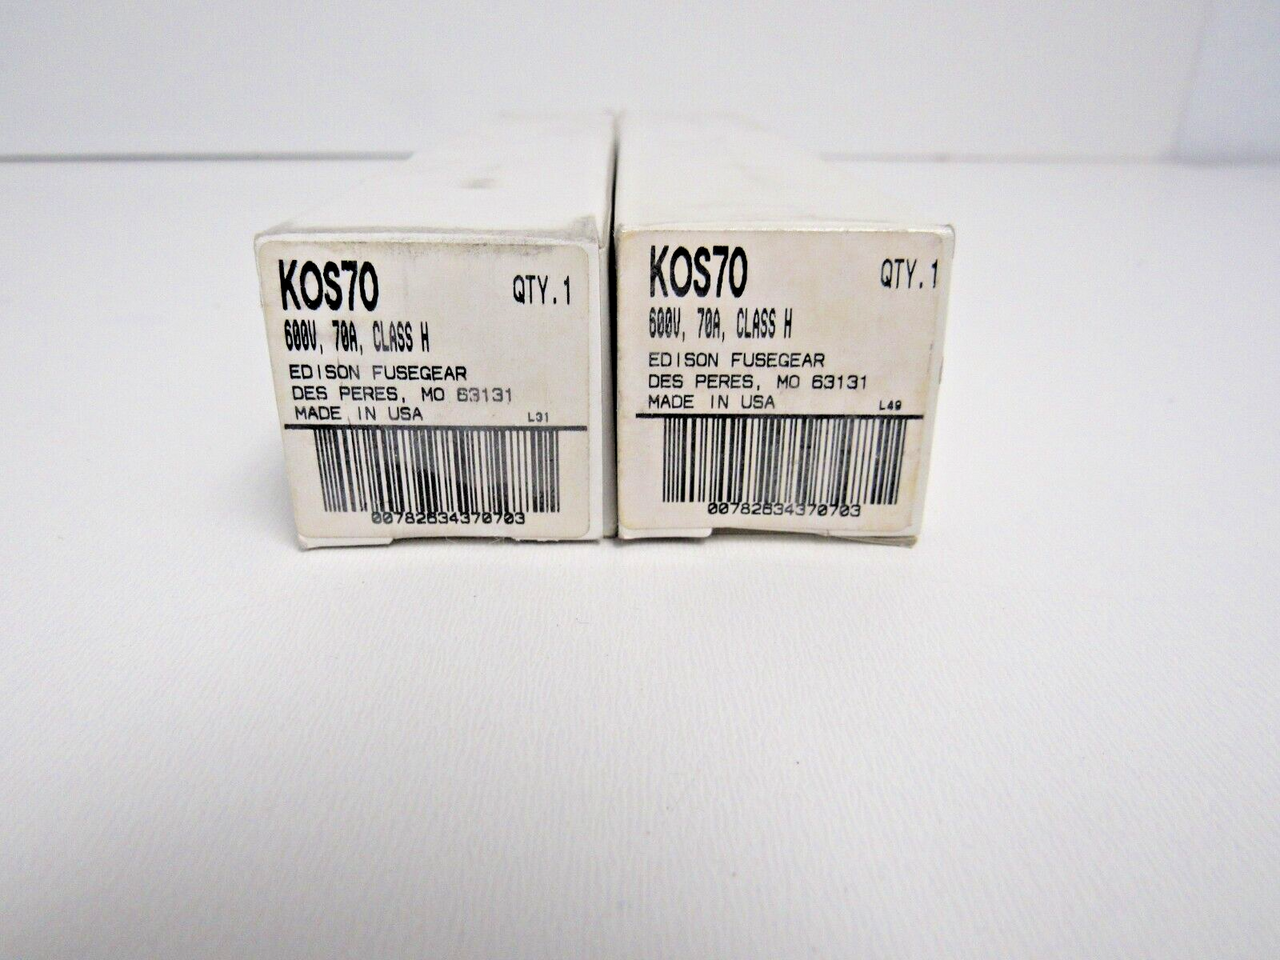 KOS70
QTY.1
600V, 70A, CLASS H
EDISON FUSEGEAR
DES PERES, MO 63131
MADE IN USA
L31
00782634370703
KOS70
QTY.1
600V, 70A, CLASS H
EDISON FUSEGEAR
DES PERES, MO 63131
MADE IN USA
L49
00782634370703